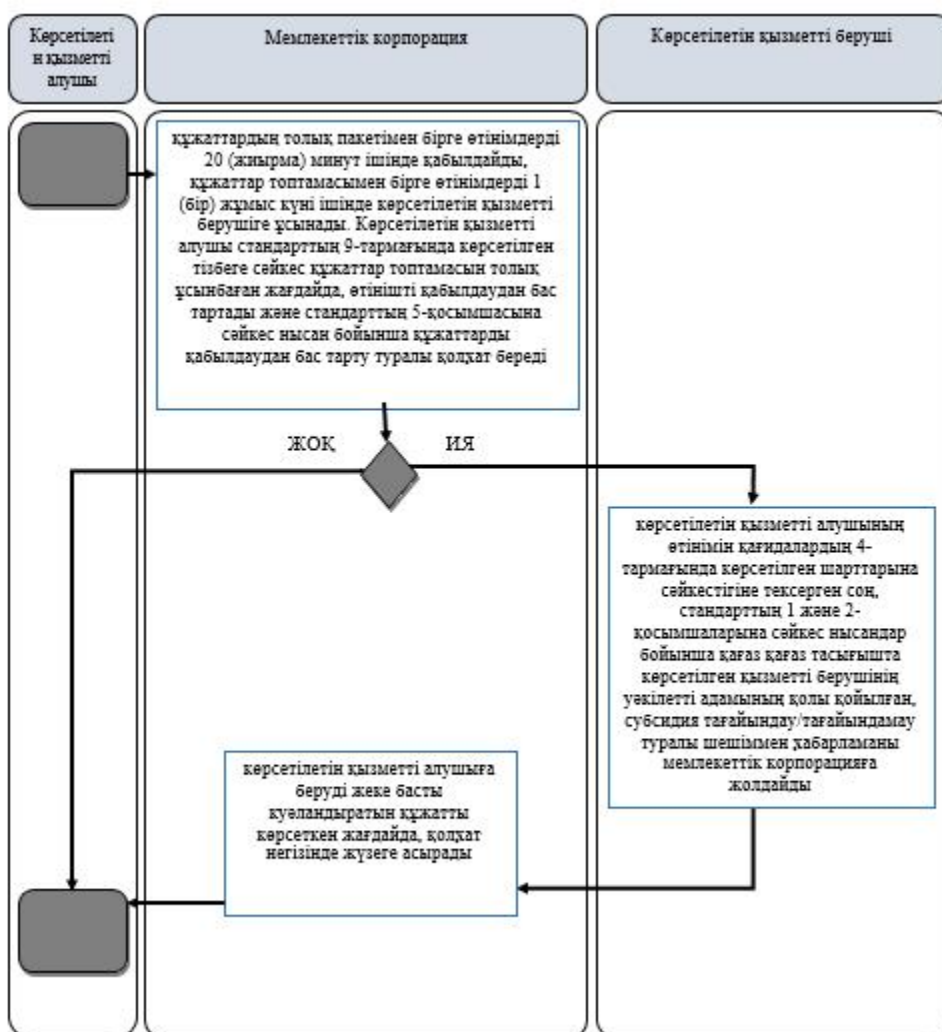 Көрсетілеті
н қызметті
алушы
Мемлекеттік корпорация
Көрсетілетін қызметті беруші
құжаттардың толық пакетімен бірге өтінімдерді
20 (жиырма) минут ішінде қабылдайды,
құжаттар топтамасымен бірге өтінімдерді 1
(бір) жұмыс күні ішінде көрсетілетін қызметті
берушіге ұсынады. Көрсетілетін қызметті
алушы стандарттың 9-тармағында көрсетілген
тізбеге сәйкес құжаттар топтамасын толық
ұсынбаған жағдайда, өтінішті қабылдаудан бас
тартады және стандарттың 5-қосымшасына
сәйкес нысан бойынша құжаттарды
қабылдаудан бас тарту туралы қолхат береді
ЖОҚ
ИЯ
көрсетілетін қызметті алушының
өтінімін қағидалардың 4-
тармағында көрсетілген шарттарына
сәйкестігіне тексерген соң,
стандарттың 1 және 2-
қосымшаларына сәйкес нысандар
бойынша қағаз қағаз тасығышта
көрсетілген қызметті берушінің
уәкілетті адамының қолы қойылған,
субсидия тағайындау/тағайындамау
туралы шешіммен хабарламаны
мемлекеттік корпорацияға
жолдайды
көрсетілетін қызметті алушыға
беруді жеке басты
куәландыратын құжатты
көрсеткен жағдайда, қолхат
негізінде жүзеге асырады